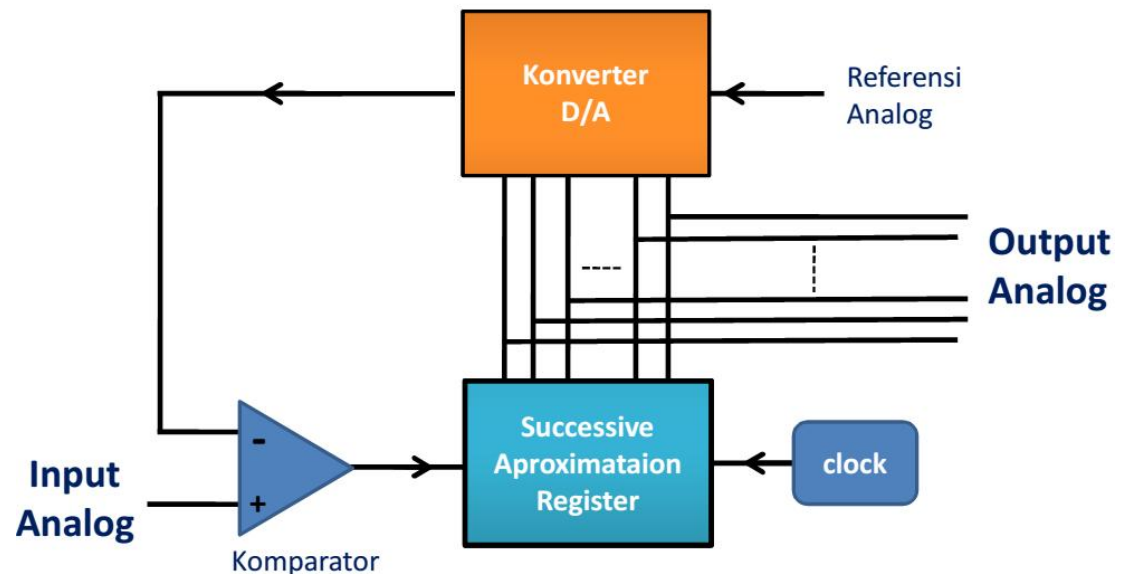 Konverter
D/A
Referensi
Analog
Output
Analog
-
+
Input
Analog
Komparator
Successive
Aproximataion
Register
clock